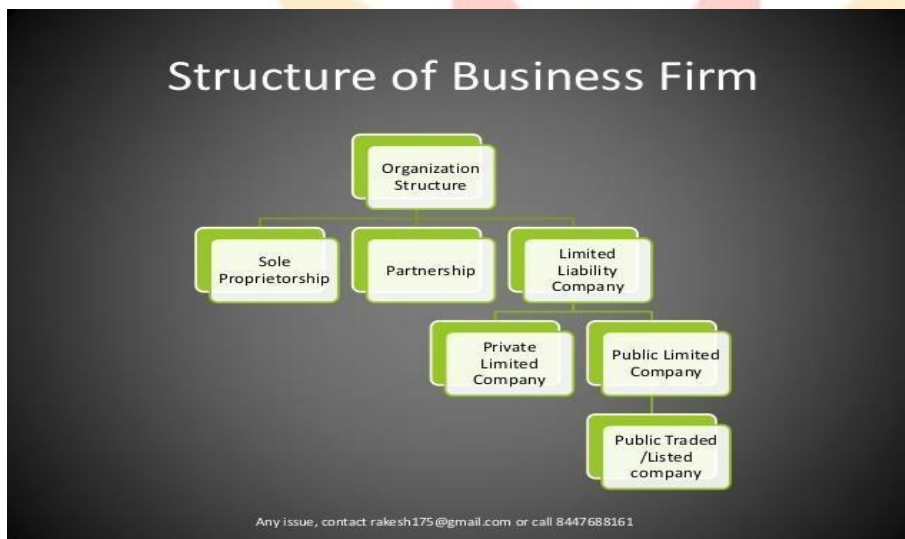 Structure of Business Firm
Organization
Structure
Sole
Proprietorship
Partnership
Limited
Liability
Company
Private
Limited
Company
Public Limited
Company
Public Traded
/Listed
company
Any issue, contact rakesh175@gmail.com or call 8447688161